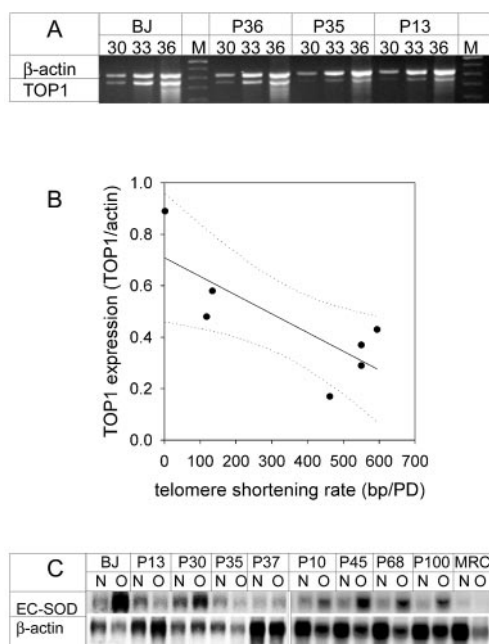 A
BJ P36 P35 P13
30 33 36 M 30 33 36 30 33 36 30 33 36 M
β-actin
TOP1
B
TOP1 expression (TOP1/actin)
1.0
0.8
0.6
0.4
0.2
0.0
0 100 200 300 400 500 600 700
telomere shortening rate (bp/PD)
C
BJ P13 P30 P35 P37 P10 P45 P68 P100 MRC
N O N O N O N O N O N O N O N O N O N O
EC-SOD
β-actin